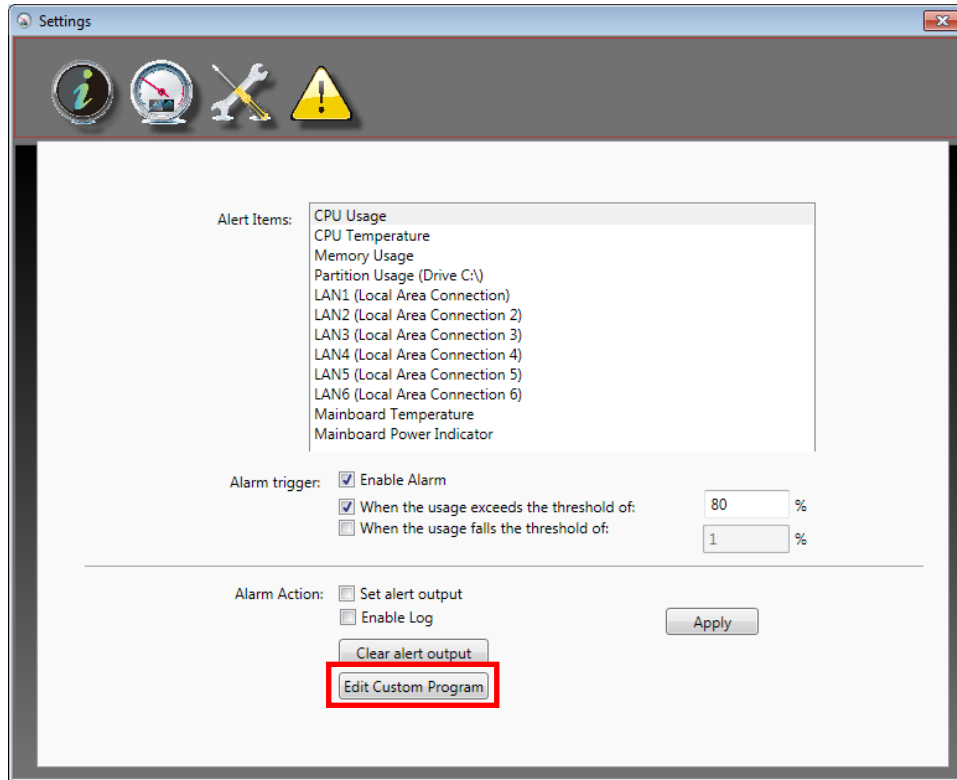 Settings
Alert Items:
CPU Usage
CPU Temperature
Memory Usage
Partition Usage (Drive C:\)
LAN1 (Local Area Connection)
LAN2 (Local Area Connection 2)
LAN3 (Local Area Connection 3)
LAN4 (Local Area Connection 4)
LAN5 (Local Area Connection 5)
LAN6 (Local Area Connection 6)
Mainboard Temperature
Mainboard Power Indicator
Alarm trigger: Enable Alarm
When the usage exceeds the threshold of: 80 %
When the usage falls the threshold of: 1 %
Alarm Action: Set alert output
Enable Log
Apply
Clear alert output
Edit Custom Program